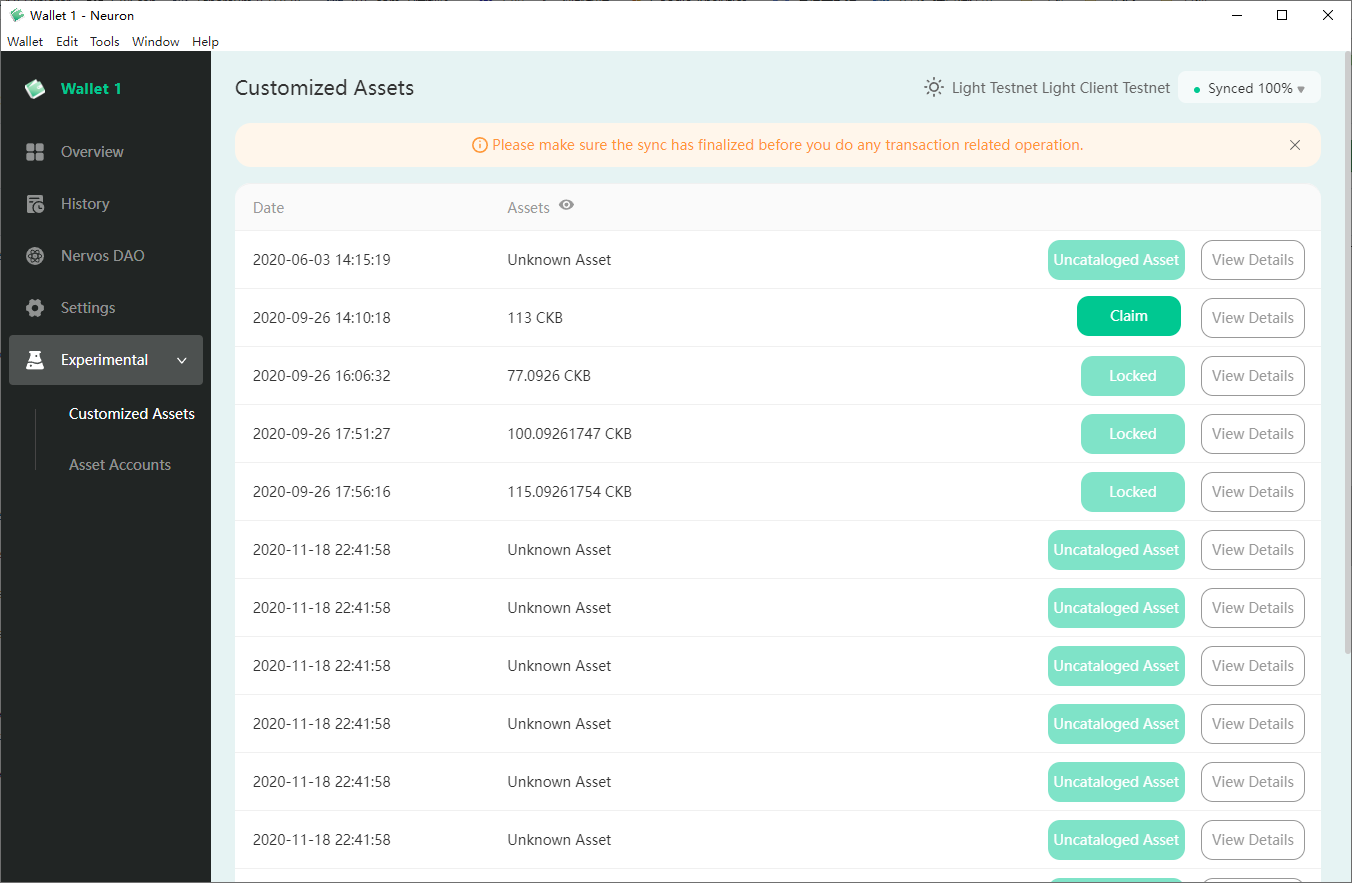 Wallet 1 - Neuron
Wallet Edit Tools Window Help
Wallet 1
Overview
History
Nervos DAO
Settings
Experimental
Customized Assets
Asset Accounts
Customized Assets
Light Testnet Light Client Testnet
Synced 100%
Please make sure the sync has finalized before you do any transaction related operation.
Date Assets
2020-06-03 14:15:19 Unknown Asset Uncataloged Asset View Details
2020-09-26 14:10:18 113 CKB Claim View Details
2020-09-26 16:06:32 77.0926 CKB Locked View Details
2020-09-26 17:51:27 100.09261747 CKB Locked View Details
2020-09-26 17:56:16 115.09261754 CKB Locked View Details
2020-11-18 22:41:58 Unknown Asset Uncataloged Asset View Details
2020-11-18 22:41:58 Unknown Asset Uncataloged Asset View Details
2020-11-18 22:41:58 Unknown Asset Uncataloged Asset View Details
2020-11-18 22:41:58 Unknown Asset Uncataloged Asset View Details
2020-11-18 22:41:58 Unknown Asset Uncataloged Asset View Details
2020-11-18 22:41:58 Unknown Asset Uncataloged Asset View Details